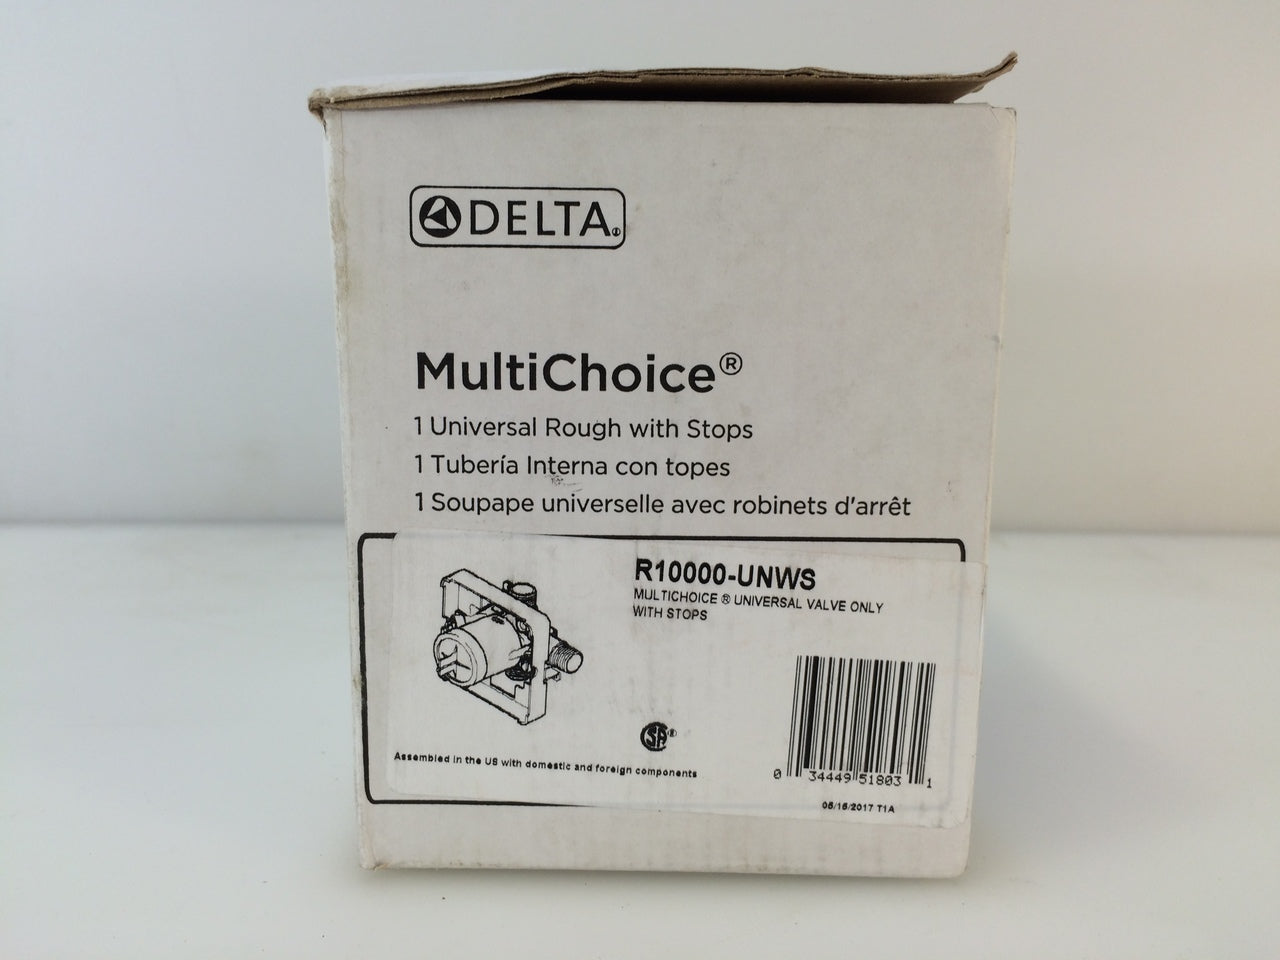 DELTA
MultiChoice®
1 Universal Rough with Stops
1 Tubería Interna con topes
1 Soupape universelle avec robinets d'arrêt
R10000-UNWS
MULTICHOICE ® UNIVERSAL VALVE ONLY
WITH STOPS
SA®
Assembled in the US with domestic and foreign components
0 34449 51803 1
05/15/2017 T1A